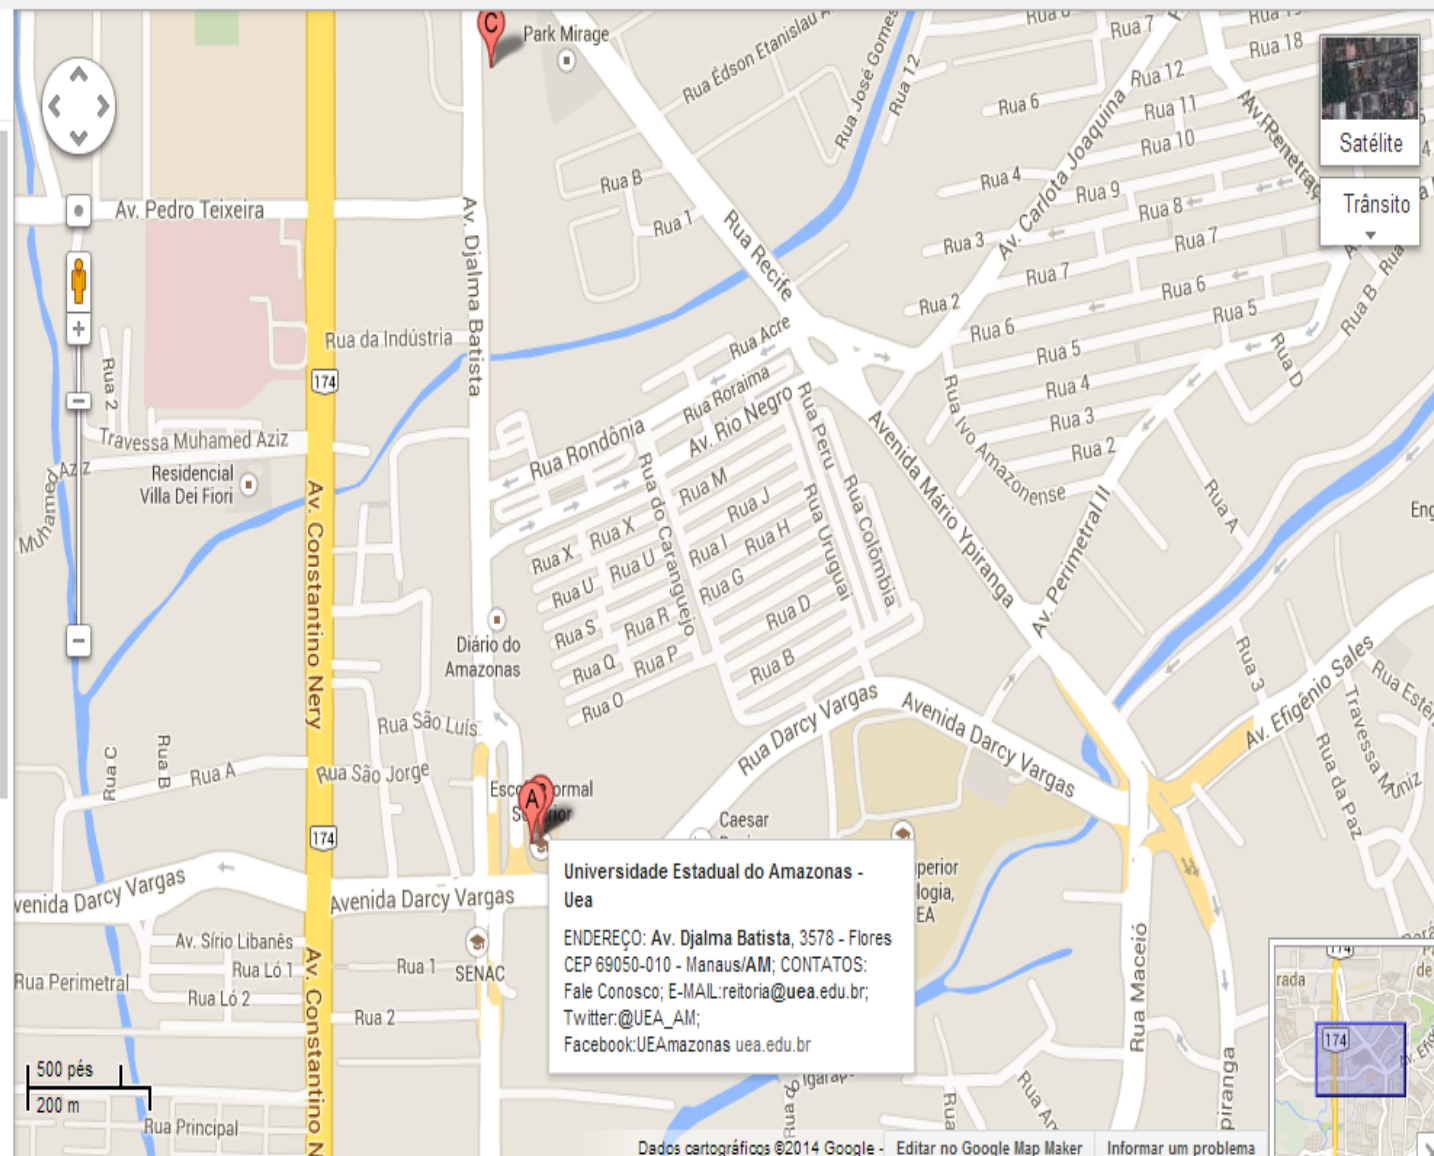 C
Park Mirage
Rua Édson Etanislau
Rua José Gomes
Rua 12
Rua 7
Rua 18
Rua 12
Rua 11
Rua 6
Rua 10
Satélite
Av. Carlota Joaquina
Rua 4
Rua 9
Rua B
Rua 8
Trânsito
Av. Pedro Teixeira
Rua 1
Rua 3
Rua 7
Rua Recife
Av. Djalma Batista
Rua 7
Rua 6
Rua B
Rua
Rua 2
Rua 5
Rua 6
Rua da Indústria
Rua Acre
Rua 5
Rua D
174
Rua 2
Rua Roraima
Rua 4
Av. Rio Negro
Rua Peru
Rua 3
Rua Ivo Amazonense
Travessa Muhamed Aziz
Rua Rondônia
Avenida Mário Ypiranga
Rua 2
Residencial
Villa Dei Fiori
Rua M
Rua J
Rua A
Av. Constantino Nery
Rua do Caranguejo
Rua Uruguai
Rua Colômbia
Av. Perimetral II
Rua X
Rua X
Rua I
Rua H
Rua U
Rua U
Rua G
Rua S
Rua R
Rua D
Diário do
Amazonas
Rua Q
Rua P
Rua B
Rua 3
Rua O
Rua São Luís
Rua Darcy Vargas
Avenida Darcy Vargas
Av. Efigênio Sales
Travessa Muniz
Rua da Paz
Rua C
Rua B
Rua A
Rua São Jorge
A
174
Caesar
Avenida Darcy Vargas
Universidade Estadual do Amazonas -
Uea
ENDEREÇO: Av. Djalma Batista, 3578 - Flores
CEP 69050-010 - Manaus/AM; CONTATOS:
Fale Conosco; E-MAIL:reitoria@uea.edu.br;
Twitter:@UEA_AM;
Facebook:UEAmazonas uea.edu.br
Av. Sírio Libanês
Rua Ló 1
Rua 1
SENAC
Rua Perimetral
Rua Ló 2
Rua 2
Av. Constantino N
Rua Maceió
174
500 pés
200 m
Rua Principal
Rua
Dados cartográficos ©2014 Google - Editar no Google Map Maker Informar um problema